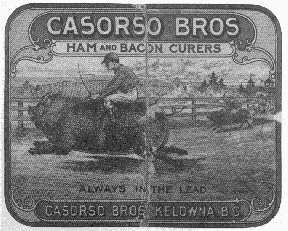 CASORSO BROS
HAM AND BACON CURERS
ALWAYS IN THE LEAD
CASORSO BROS. KELOWNA B.C.